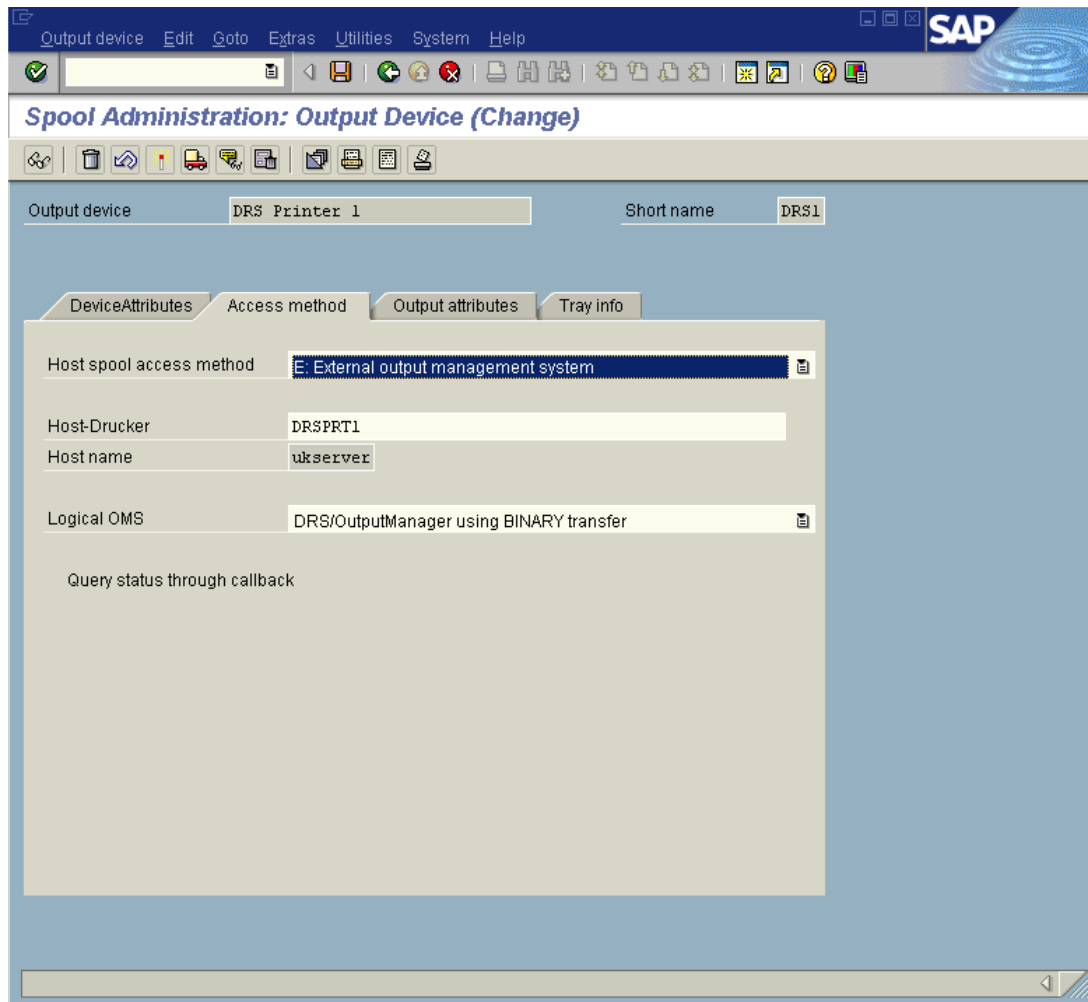 Output device Edit Goto Extras Utilities System Help
SAP
Spool Administration: Output Device (Change)
Output device DRS Printer 1 Short name DRS1
DeviceAttributes Access method Output attributes Tray info
Host spool access method E: External output management system
Host-Drucker DRSPRT1
Host name ukserver
Logical OMS DRS/OutputManager using BINARY transfer
Query status through callback